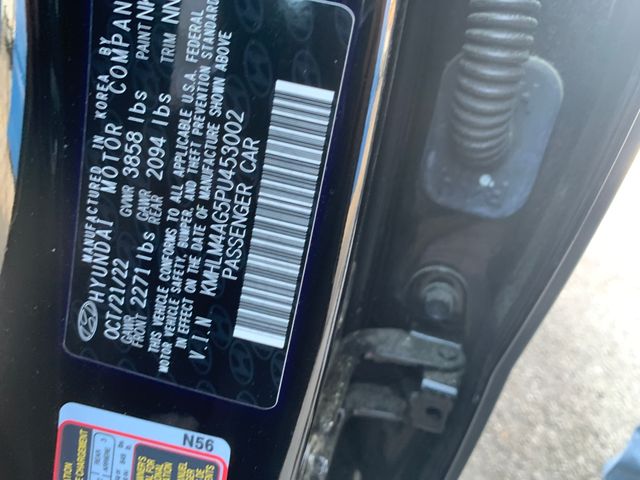 MANUFACTURED IN KOREA BY
HYUNDAI MOTOR COMPAN
OCT/21/22 GVWR 3858 lbs PAINT
GAWR FRONT 2271 lbs GAWR REAR 2094 lbs TRIM
THIS VEHICLE CONFORMS TO ALL APPLICABLE U.S.A. FEDERAL
MOTOR VEHICLE SAFETY, BUMPER, AND THEFT PREVENTION STANDARD
IN EFFECT ON THE DATE OF MANUFACTURE SHOWN ABOVE
V I N KMHLM4AG5PU453002
PASSENGER CAR
N56